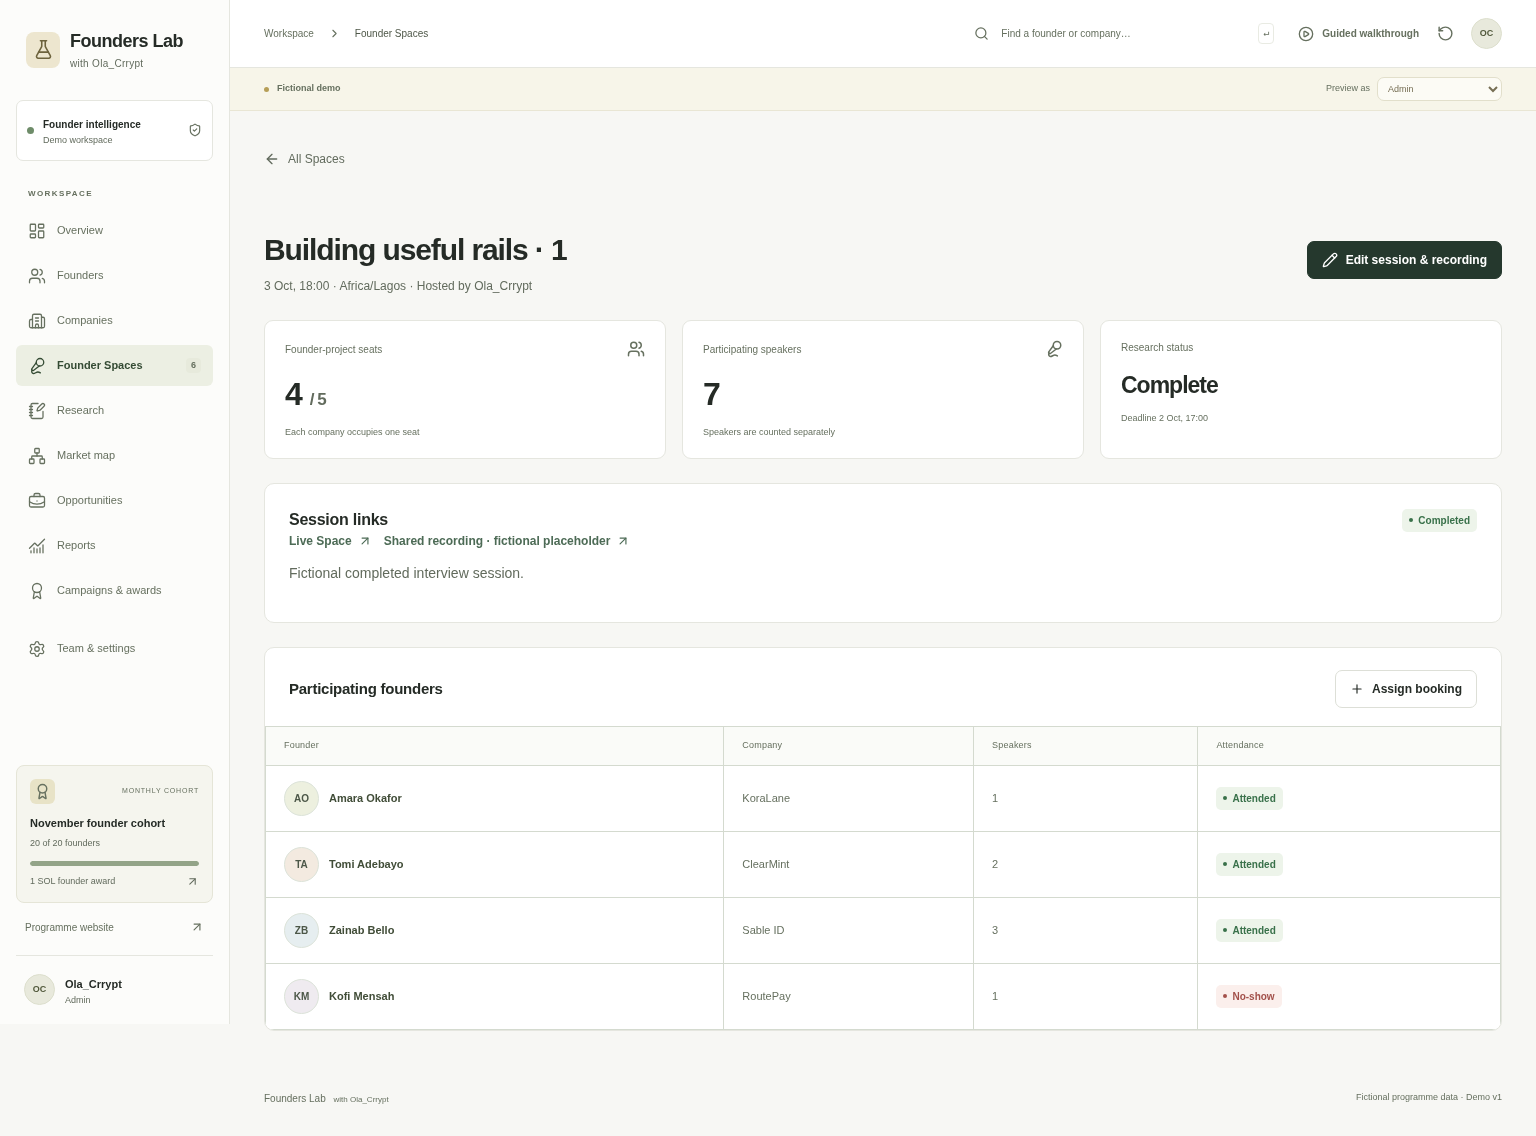 Founders Lab
with Ola_Crrypt
Founder intelligence
Demo workspace
WORKSPACE
Overview
Founders
Companies
Founder Spaces 6
Research
Market map
Opportunities
Reports
Campaigns & awards
Team & settings
MONTHLY COHORT
November founder cohort
20 of 20 founders
1 SOL founder award
Programme website
OC Ola_Crrypt
Admin
Workspace Founder Spaces
Find a founder or company…
Guided walkthrough
OC
Fictional demo
Preview as Admin
All Spaces
Building useful rails · 1
3 Oct, 18:00 · Africa/Lagos · Hosted by Ola_Crrypt
Edit session & recording
Founder-project seats
4 / 5
Each company occupies one seat
Participating speakers
7
Speakers are counted separately
Research status
Complete
Deadline 2 Oct, 17:00
Session links
Completed
Live Space Shared recording · fictional placeholder
Fictional completed interview session.
Participating founders
Assign booking
Founder Company Speakers Attendance
AO Amara Okafor KoraLane 1 Attended
TA Tomi Adebayo ClearMint 2 Attended
ZB Zainab Bello Sable ID 3 Attended
KM Kofi Mensah RoutePay 1 No-show
Founders Lab with Ola_Crrypt
Fictional programme data · Demo v1